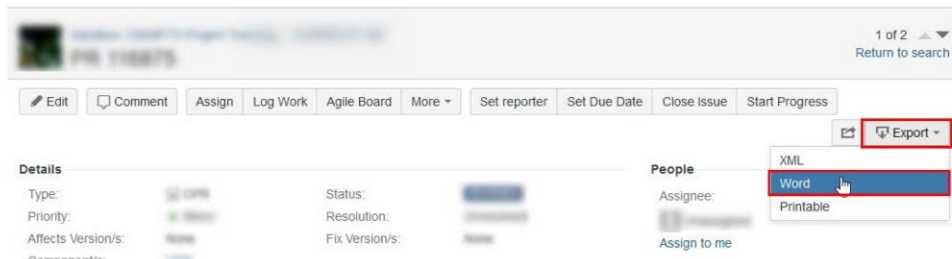 1 of 2
Return to search
PR 116875
Edit Comment Assign Log Work Agile Board More Set reporter Set Due Date Close Issue Start Progress
Export
XML
Word
Printable
Details
People
Type:
Status:
Assignee:
Priority:
Resolution:
Affects Version/s:
Fix Version/s:
Assign to me